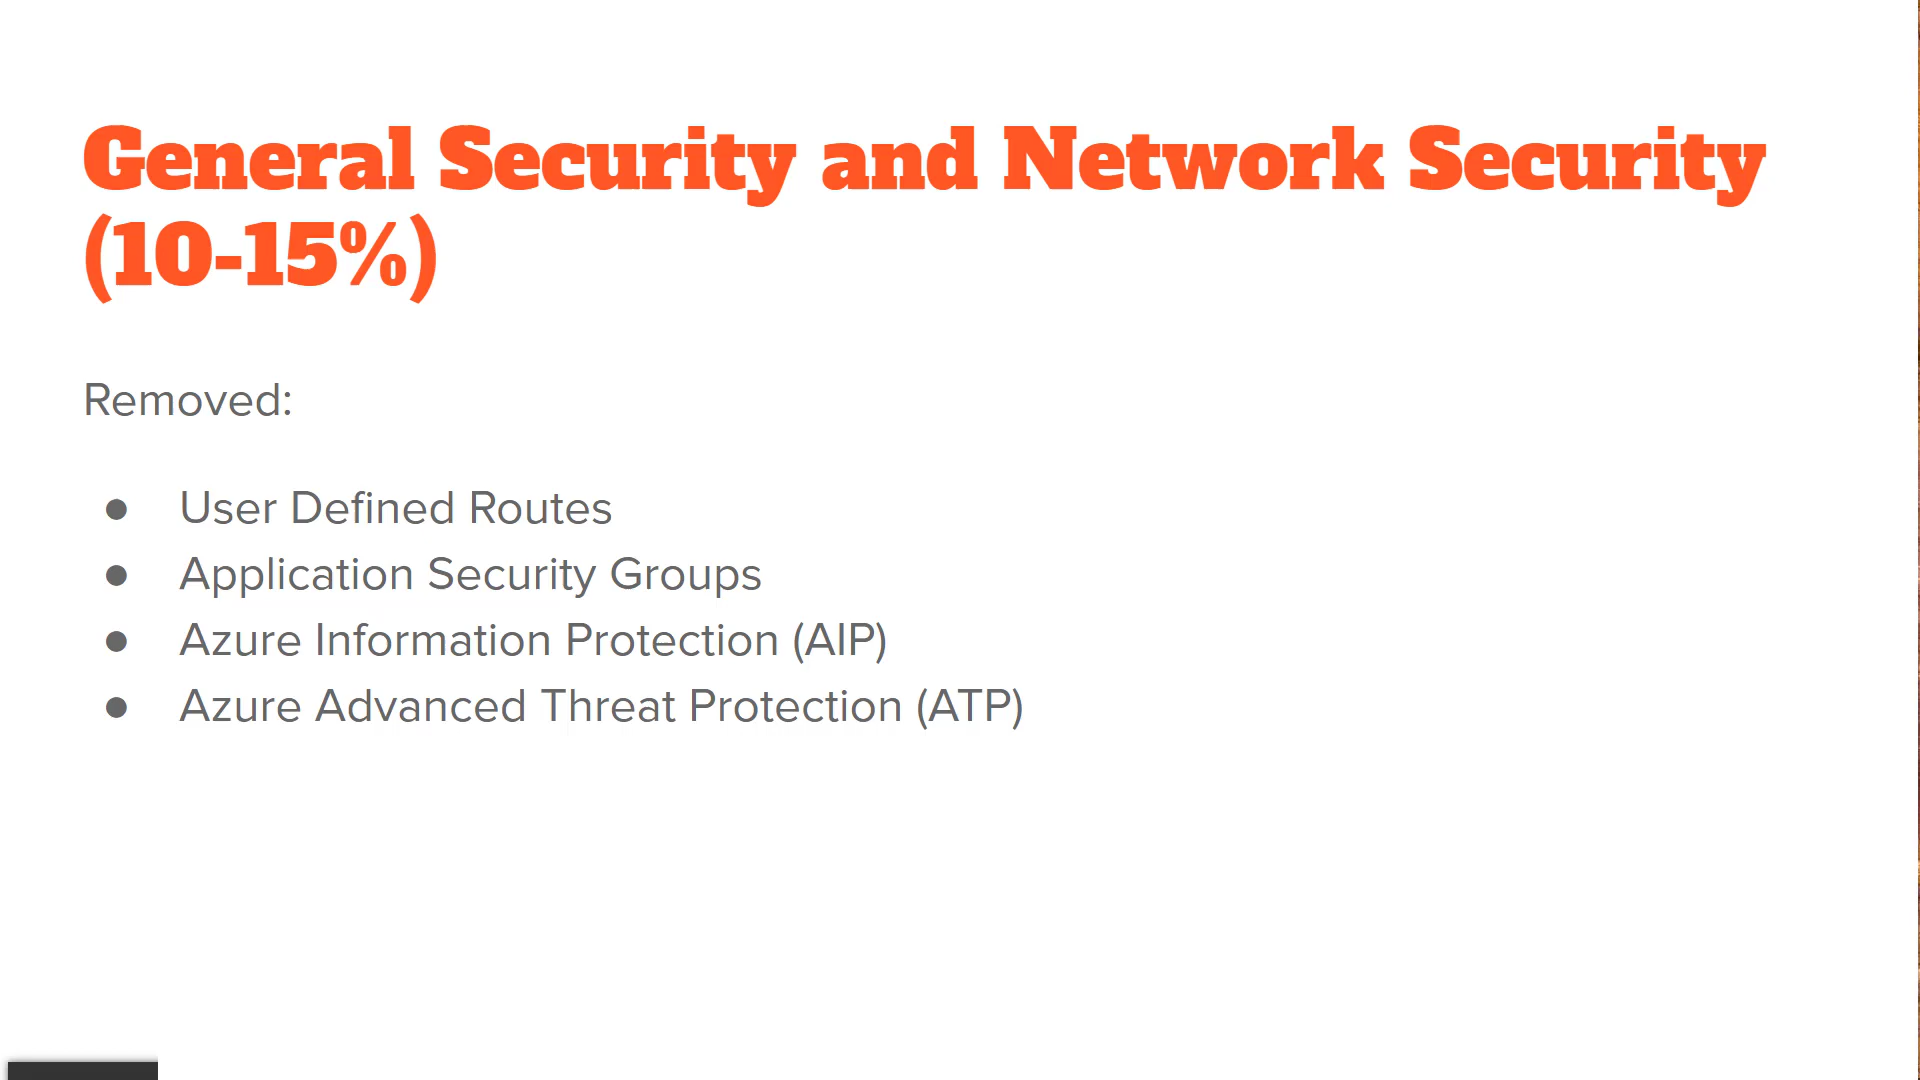 General Security and Network Security
(10-15%)
Removed:
● User Defined Routes
● Application Security Groups
● Azure Information Protection (AIP)
● Azure Advanced Threat Protection (ATP)